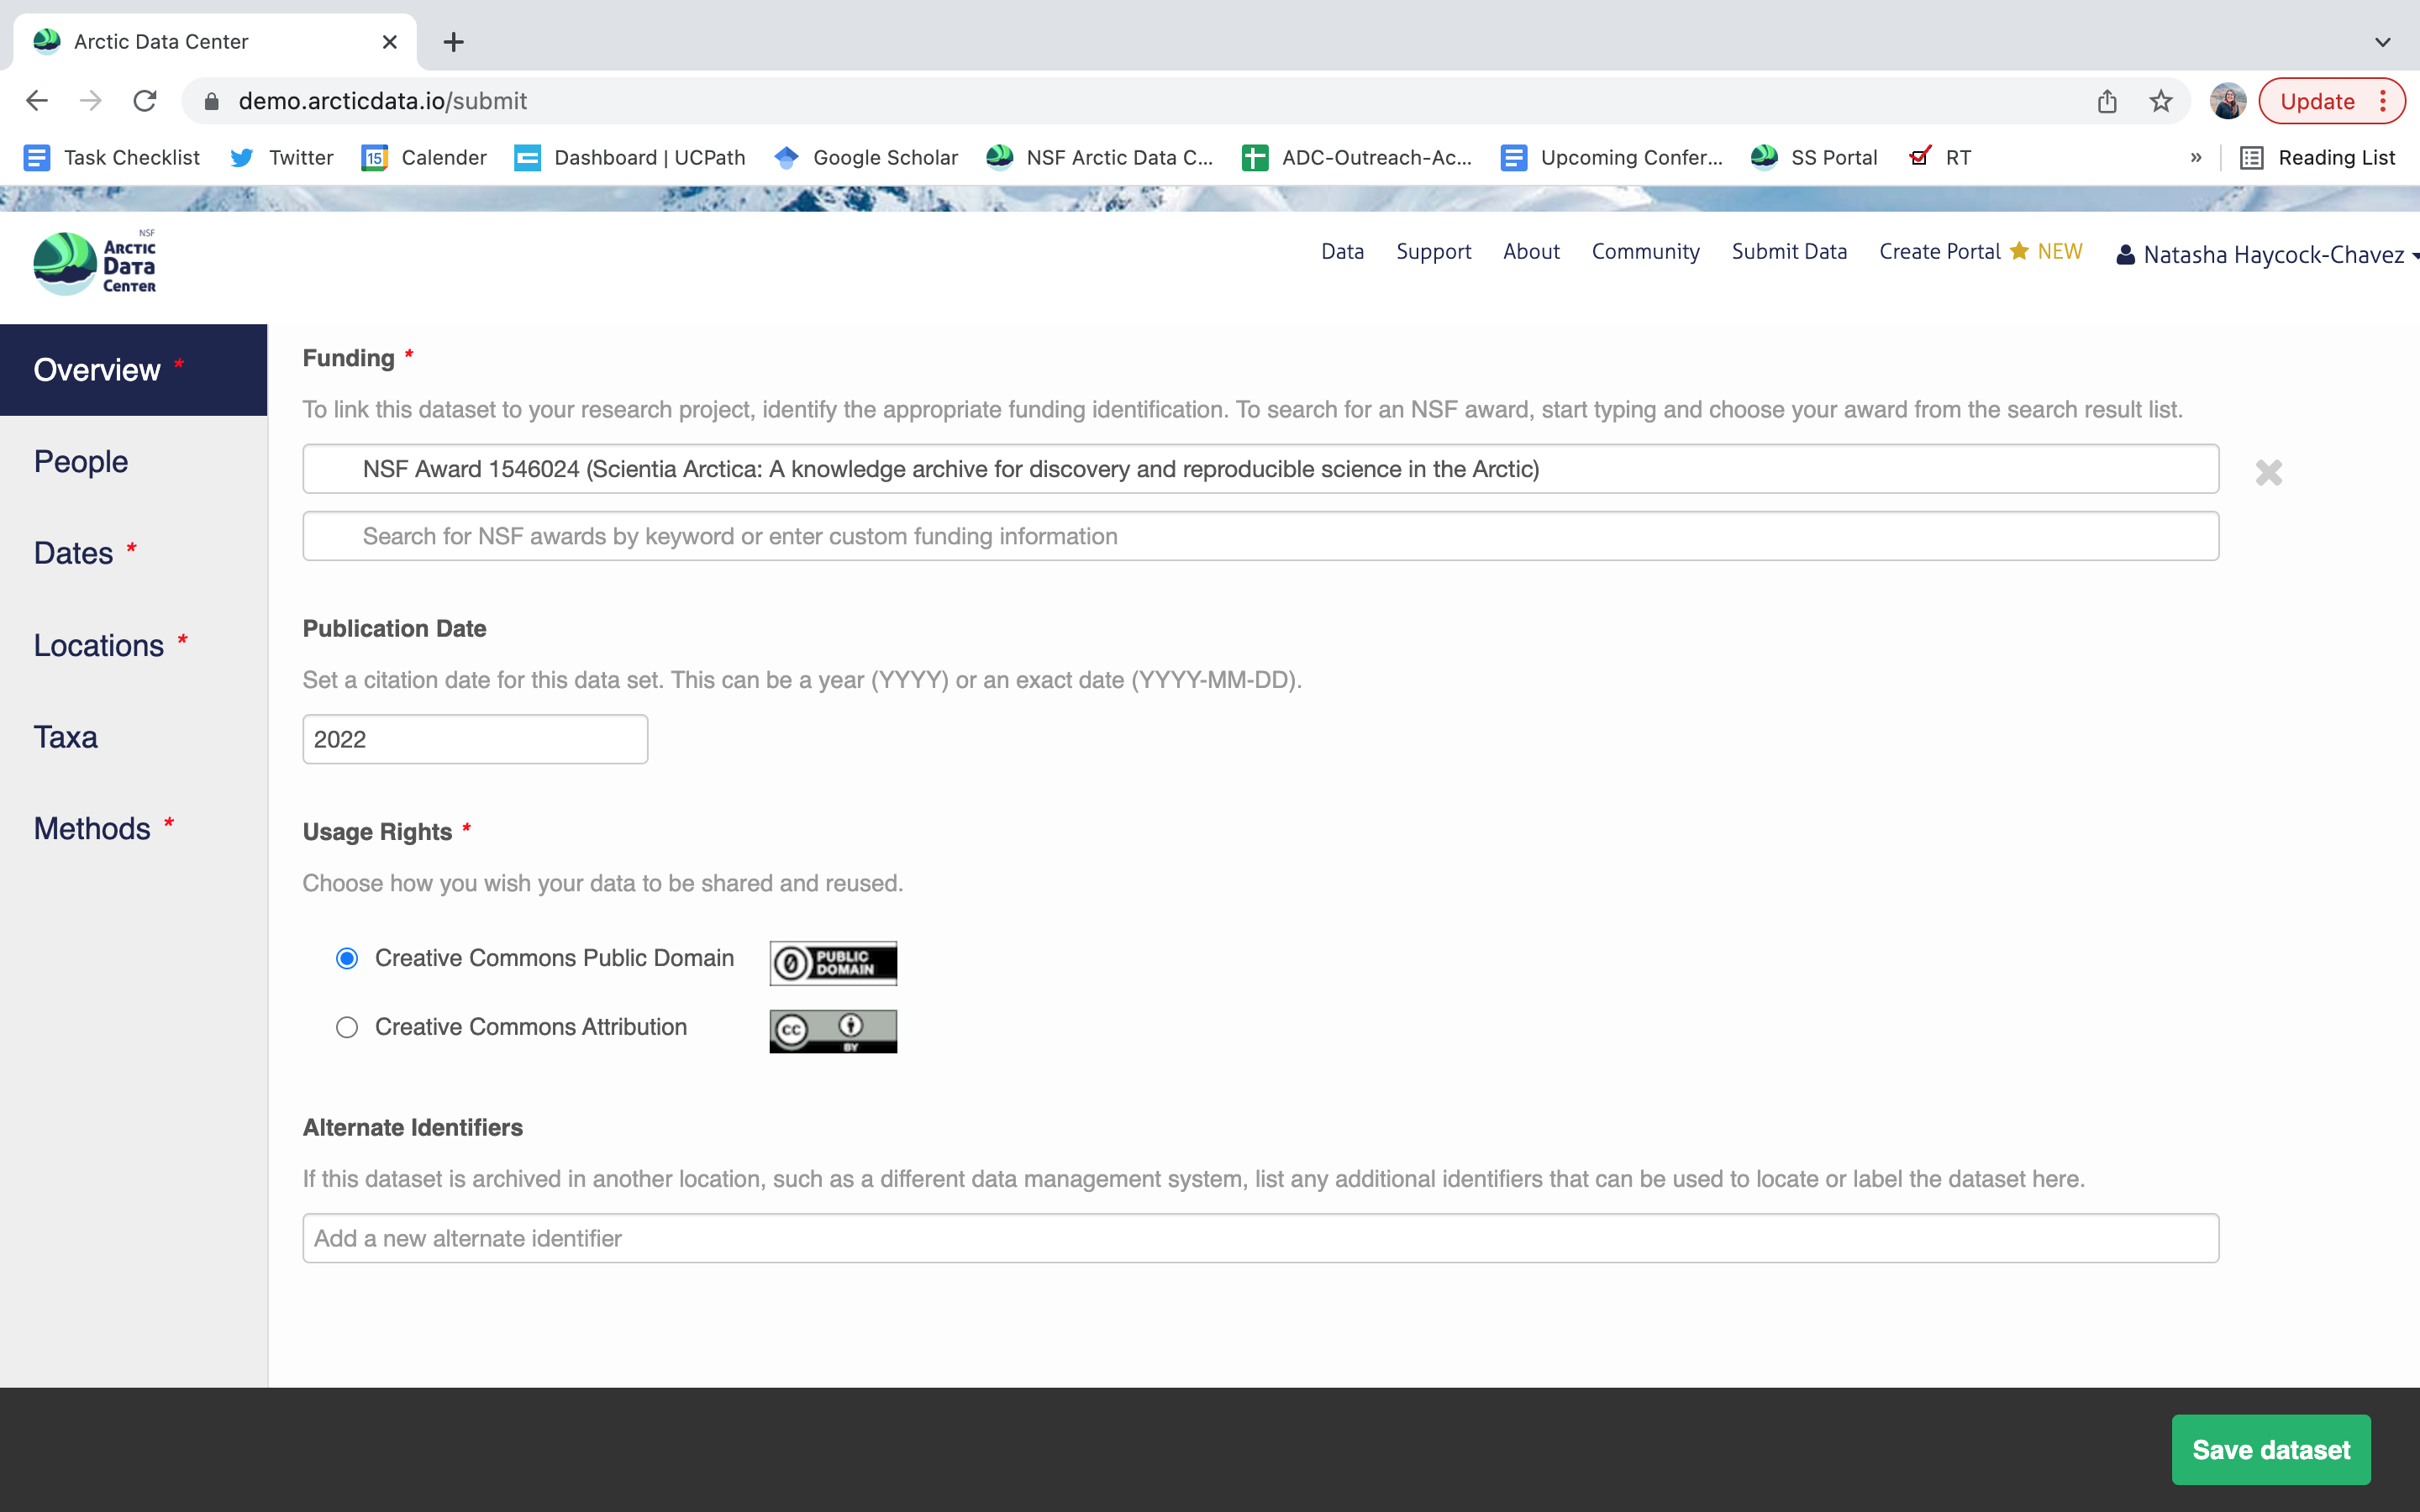 Arctic Data Center
demo.arcticdata.io/submit
Update
Task Checklist
Twitter
15
Calender
Dashboard | UCPath
Google Scholar
NSF Arctic Data C...
ADC-Outreach-Ac...
Upcoming Confer...
SS Portal
RT
»
Reading List
NSF
ARCTIC
DATA
CENTER
Data
Support
About
Community
Submit Data
Create Portal
NEW
Natasha Haycock-Chavez
Overview *
People
Dates *
Locations *
Taxa
Methods *
Funding *
To link this dataset to your research project, identify the appropriate funding identification. To search for an NSF award, start typing and choose your award from the search result list.
NSF Award 1546024 (Scientia Arctica: A knowledge archive for discovery and reproducible science in the Arctic)
Search for NSF awards by keyword or enter custom funding information
Publication Date
Set a citation date for this data set. This can be a year (YYYY) or an exact date (YYYY-MM-DD).
2022
Usage Rights *
Choose how you wish your data to be shared and reused.
Creative Commons Public Domain
PUBLIC
DOMAIN
Creative Commons Attribution
cc
BY
Alternate Identifiers
If this dataset is archived in another location, such as a different data management system, list any additional identifiers that can be used to locate or label the dataset here.
Add a new alternate identifier
Save dataset